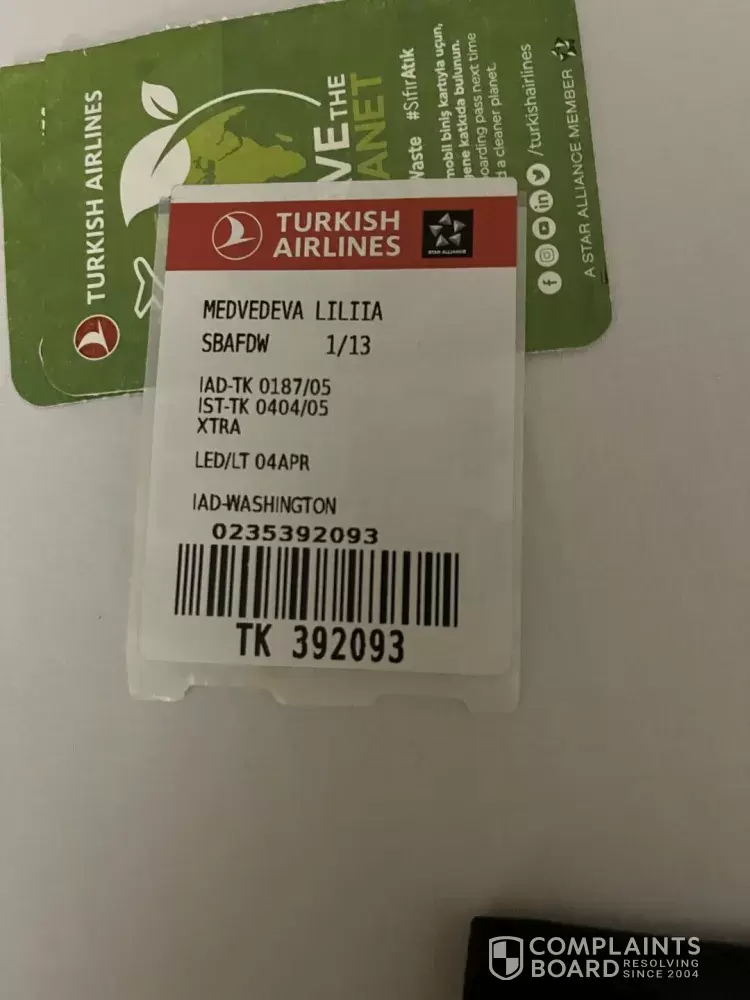 TURKISH AIRLINES
VE THE
ANET
Waste #SıfırAtık
mobil biniş kartıyla uçun,
gene katkıda bulunun.
oarding pass next time
a cleaner planet.
/turkishairlines
A STAR ALLIANCE MEMBER
TURKISH
AIRLINES
STAR ALLIANCE
MEDVEDEVA LILIIA
SBAFDW 1/13
IAD-TK 0187/05
IST-TK 0404/05
XTRA
LED/LT 04APR
IAD-WASHINGTON
0235392093
TK 392093
COMPLAINTS
BOARD RESOLVING
SINCE 2004